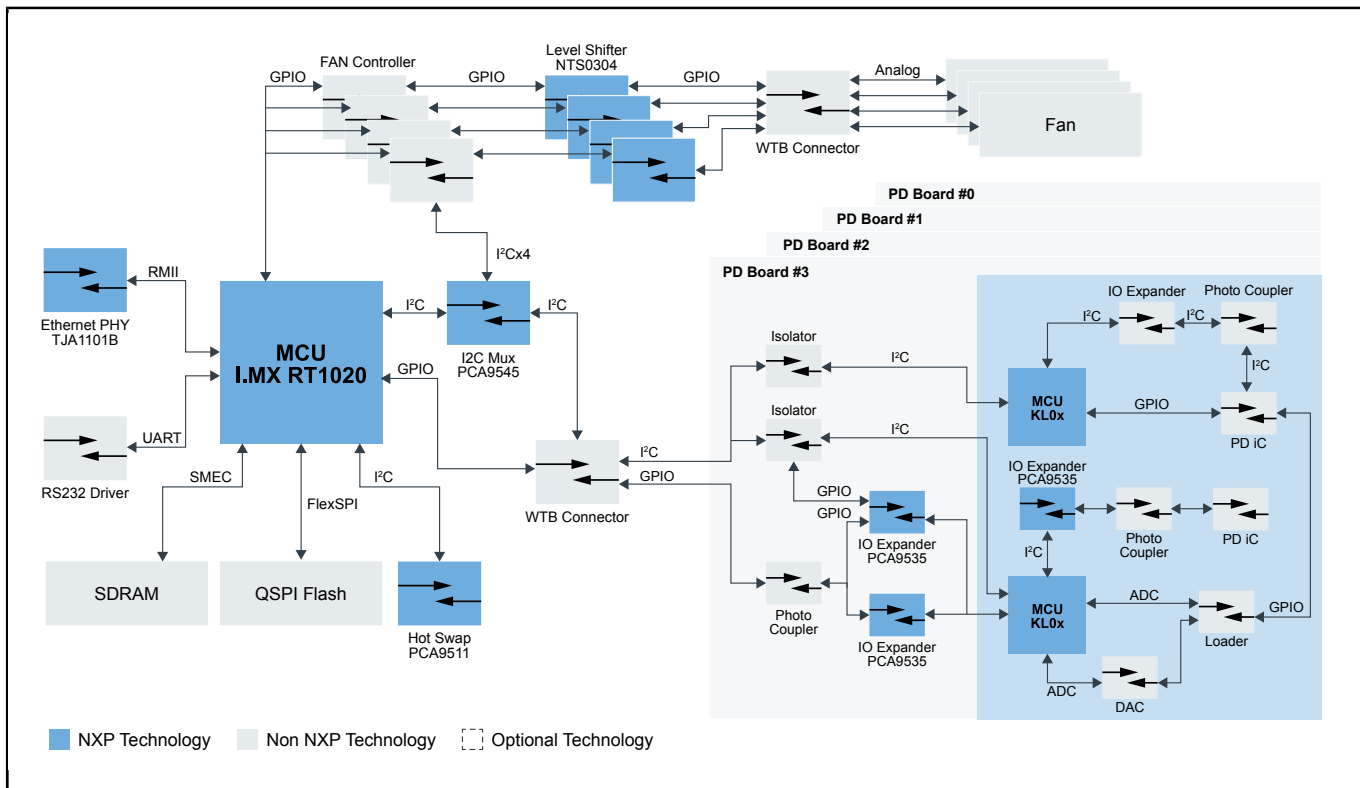 FAN Controller
Level Shifter
NTS0304
GPIO
GPIO
GPIO
Analog
WTB Connector
Fan
PD Board #0
PD Board #1
PD Board #2
PD Board #3
I²Cx4
RMII
Ethernet PHY
TJA1101B
MCU
I.MX RT1020
I²C
I²C
I2C Mux
PCA9545
GPIO
UART
RS232 Driver
SMEC
FlexSPI
I²C
SDRAM
QSPI Flash
Hot Swap
PCA9511
WTB Connector
I²C
GPIO
Isolator
I²C
Isolator
I²C
GPIO
GPIO
IO Expander
PCA9535
Photo
Coupler
IO Expander
PCA9535
IO Expander
Photo Coupler
I²C
I²C
I²C
MCU
KL0x
GPIO
PD iC
IO Expander
PCA9535
Photo
Coupler
PD iC
I²C
MCU
KL0x
ADC
GPIO
Loader
ADC
DAC
NXP Technology
Non NXP Technology
Optional Technology